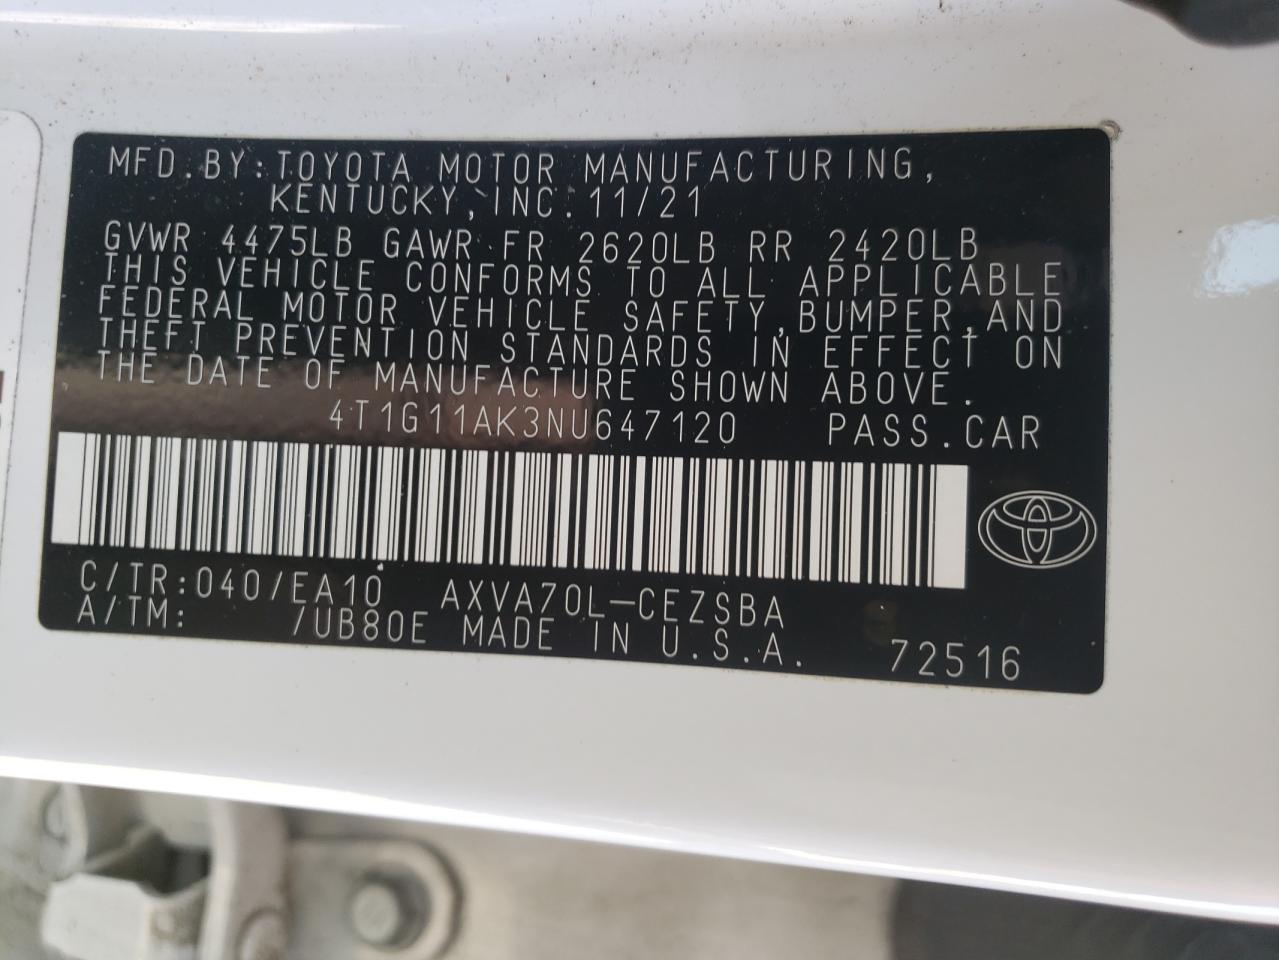 MFD.BY:TOYOTA MOTOR MANUFACTURING,
KENTUCKY, INC. 11/21
GVWR 4475LB GAWR FR 2620LB RR 2420LB
THIS VEHICLE CONFORMS TO ALL APPLICABLE
FEDERAL MOTOR VEHICLE SAFETY,BUMPER,AND
THEFT PREVENTION STANDARDS IN EFFECT ON
THE DATE OF MANUFACTURE SHOWN ABOVE.
4T1G11AK3NU647120 PASS.CAR
C/TR:040/EA10 AXVA70L-CEZSBA
A/TM: /UB80E MADE IN U.S.A. 72516